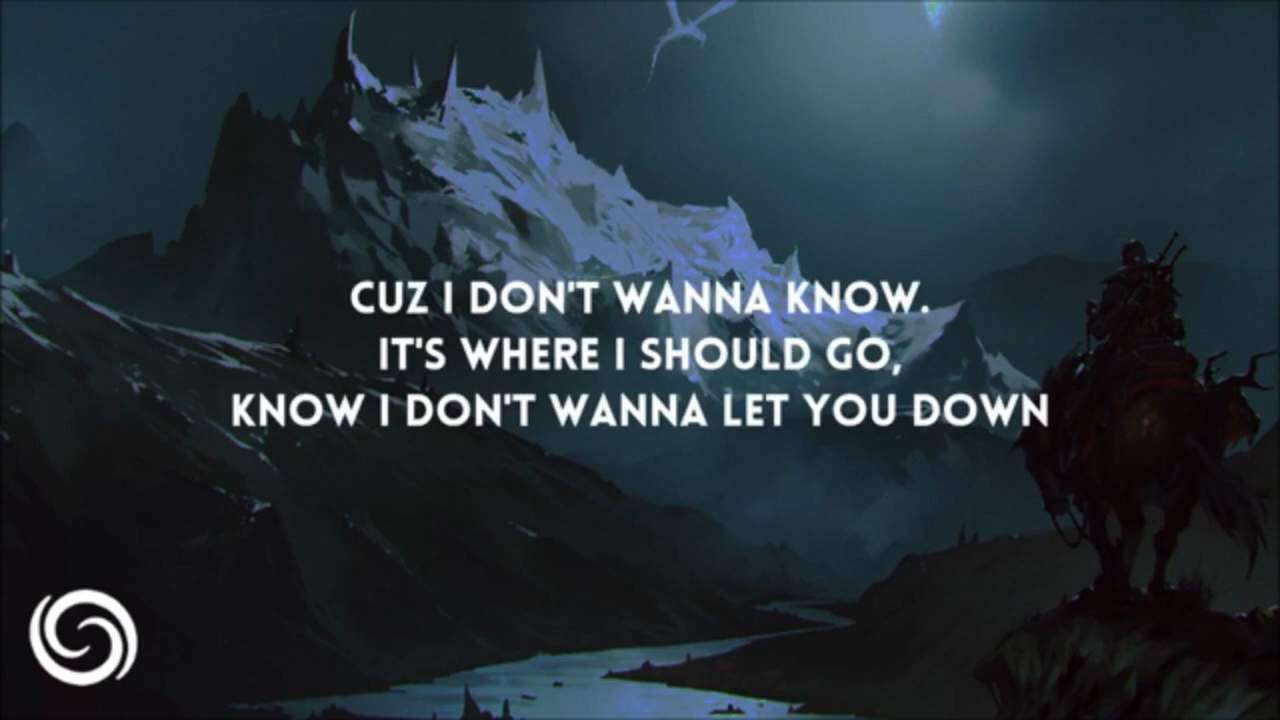 CUZ I DON'T WANNA KNOW.
IT'S WHERE I SHOULD GO,
KNOW I DON'T WANNA LET YOU DOWN